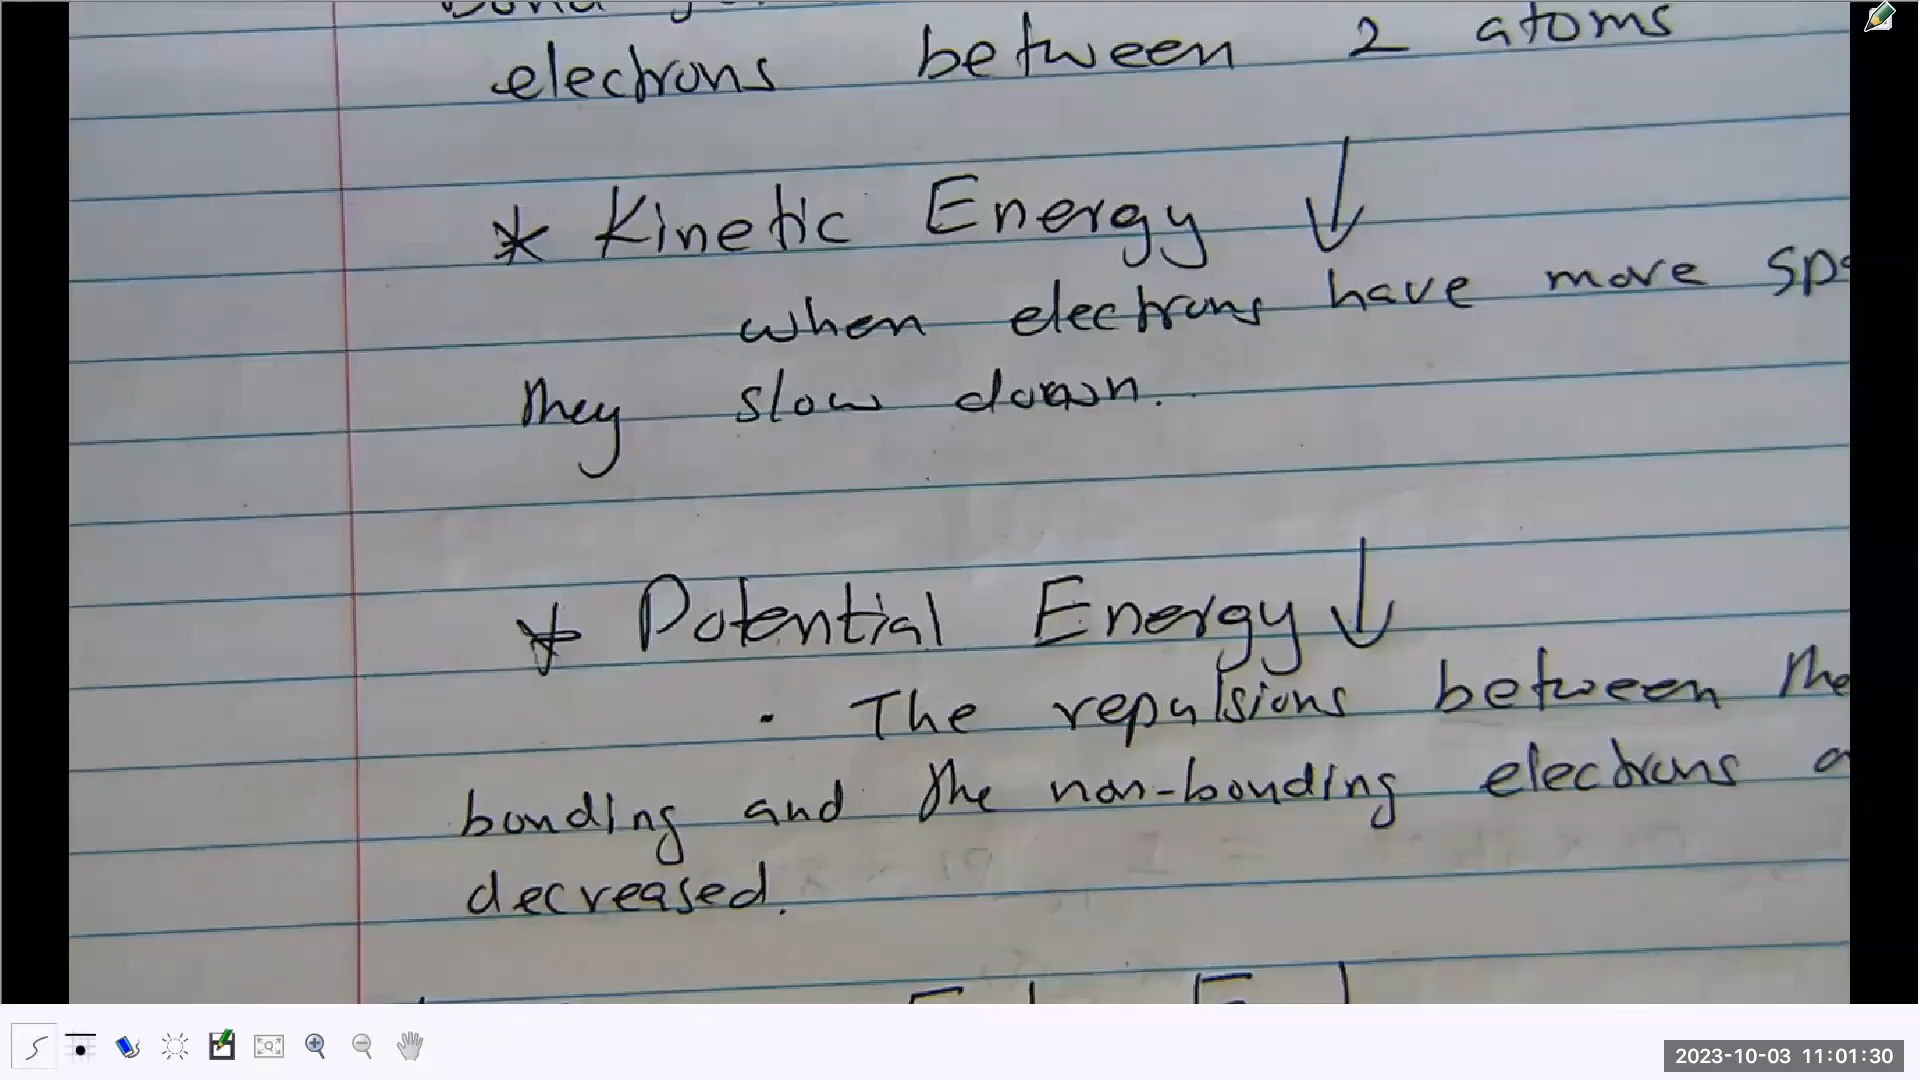 electrons between 2 atoms
* Kinetic Energy ↓
when electrons have more
they slow down.
* Potential Energy ↓
· The repulsions between the
bonding and the non-bonding electrons
decreased.
2023-10-03 11:01:30